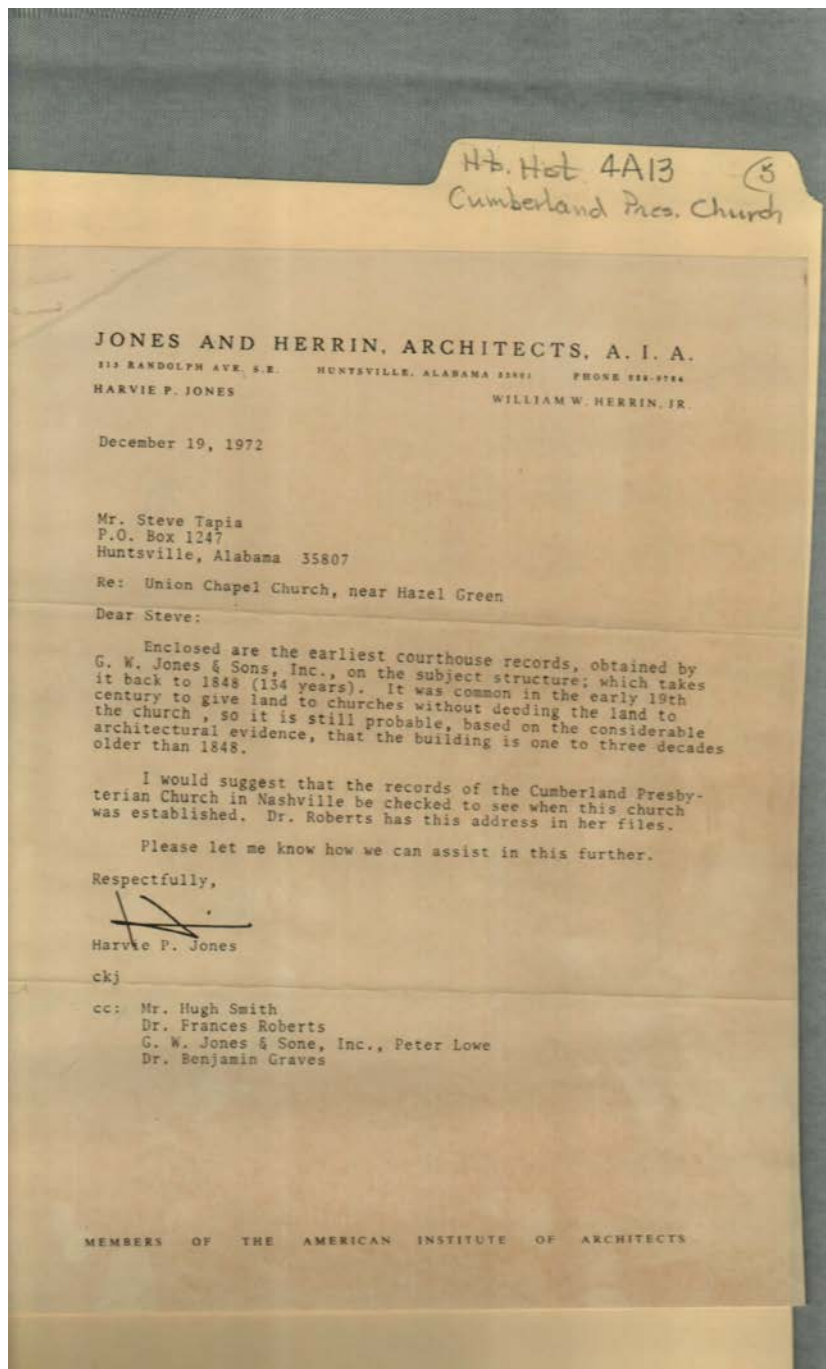 4A13 5
Cumberland Pres. Church
JONES AND HERRIN, ARCHITECTS, A. I. A.
RANDOLPH AVE. S.E. HUNTSVILLE, ALABAMA PHONE
HARVIE P. JONES WILLIAM W. HERRIN, JR.
December 19, 1972
Mr. Steve Tapia
P.O. Box 1247
Huntsville, Alabama 35807
Re: Union Chapel Church, near Hazel Green
Dear Steve:
Enclosed are the earliest courthouse records, obtained by
G. W. Jones & Sons, Inc., on the subject structure; which takes
it back to 1848 (134 years). It was common in the early 19th
century to give land to churches without deeding the land to
the church , so it is still probable, based on the considerable
architectural evidence, that the building is one to three decades
older than 1848.
I would suggest that the records of the Cumberland Presby-
terian Church in Nashville be checked to see when this church
was established. Dr. Roberts has this address in her files.
Please let me know how we can assist in this further.
Respectfully,
Harvie P. Jones
ckj
cc: Mr. Hugh Smith
Dr. Frances Roberts
G. W. Jones & Sone, Inc., Peter Lowe
Dr. Benjamin Graves
MEMBERS OF THE AMERICAN INSTITUTE OF ARCHITECTS